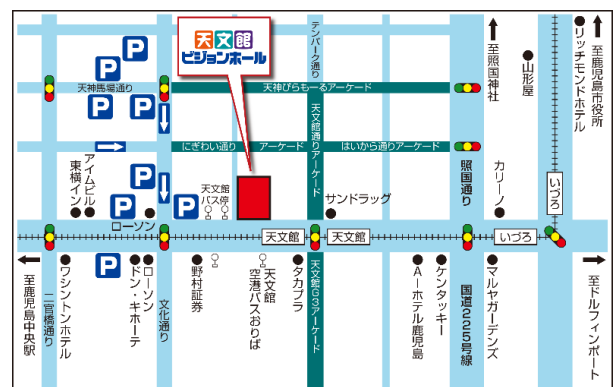 天文館
ビジョンホール
テンパーク通り
至照国神社
山形屋
リッチモンドホテル
至鹿児島市役所
P
P
P
P
天神馬場通り
天神ぴらもーるアーケード
天文館通りアーケード
にぎわい通り
アーケード
はいから通りアーケード
照国通り
いづろ
アイムビル
東横イン
P
P
P
ローソン
天文館
バス停
サンドラッグ
カリーノ
天文館
天文館
いづろ
至鹿児島中央駅
二官橋通り
ワシントンホテル
P
ドン・キホーテ
ローソン
文化通り
野村証券
天文館
空港バスおりば
タカプラ
天文館G3アーケード
A-ホテル鹿児島
ケンタッキー
国道225号線
マルヤガーデンズ
至ドルフィンポート